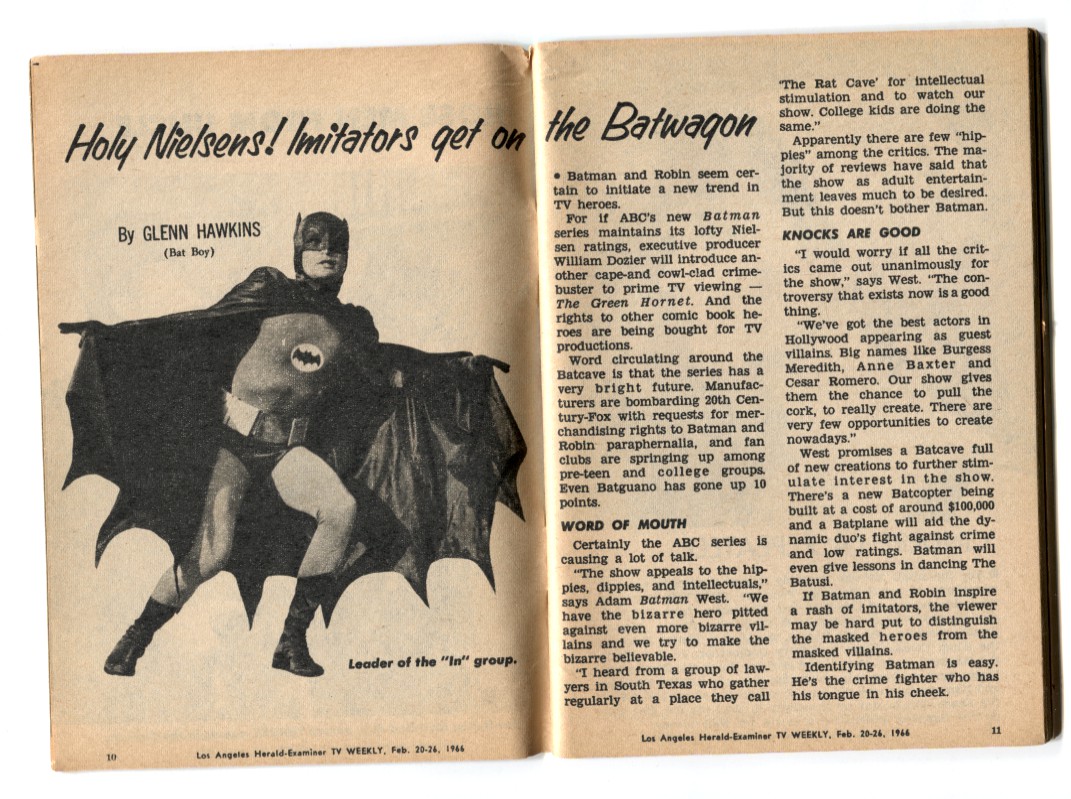 Holy Nielsens! Imitators get on the Batwagon
By GLENN HAWKINS
(Bat Boy)
Leader of the "In" group.
10
Los Angeles Herald-Examiner TV WEEKLY, Feb. 20-26, 1966
• Batman and Robin seem cer-
tain to initiate a new trend in
TV heroes.
For if ABC's new Batman
series maintains its lofty Niel-
sen ratings, executive producer
William Dozier will introduce an-
other cape-and cowl-clad crime-
buster to prime TV viewing —
The Green Hornet. And the
rights to other comic book he-
roes are being bought for TV
productions.
Word circulating around the
Batcave is that the series has a
very bright future. Manufac-
turers are bombarding 20th Cen-
tury-Fox with requests for mer-
chandising rights to Batman and
Robin paraphernalia, and fan
clubs are springing up among
pre-teen and college groups.
Even Batguano has gone up 10
points.
WORD OF MOUTH
Certainly the ABC series is
causing a lot of talk.
"The show appeals to the hip-
pies, dippies, and intellectuals,"
says Adam Batman West. "We
have the bizarre hero pitted
against even more bizarre vil-
lains and we try to make the
bizarre believable.
"I heard from a group of law-
yers in South Texas who gather
regularly at a place they call
'The Rat Cave' for intellectual
stimulation and to watch our
show. College kids are doing the
same."
Apparently there are few "hip-
pies" among the critics. The ma-
jority of reviews have said that
the show as adult entertain-
ment leaves much to be desired.
But this doesn't bother Batman.
KNOCKS ARE GOOD
"I would worry if all the crit-
ics came out unanimously for
the show," says West. "The con-
troversy that exists now is a good
thing.
"We've got the best actors in
Hollywood appearing as guest
villains. Big names like Burgess
Meredith, Anne Baxter and
Cesar Romero. Our show gives
them the chance to pull the
cork, to really create. There are
very few opportunities to create
nowadays."
West promises a Batcave full
of new creations to further stim-
ulate interest in the show.
There's a new Batcopter being
built at a cost of around $100,000
and a Batplane will aid the dy-
namic duo's fight against crime
and low ratings. Batman will
even give lessons in dancing The
Batusi.
If Batman and Robin inspire
a rash of imitators, the viewer
may be hard put to distinguish
the masked heroes from the
masked villains.
Identifying Batman is easy.
He's the crime fighter who has
his tongue in his cheek.
Los Angeles Herald-Examiner TV WEEKLY, Feb. 20-26, 1966
11